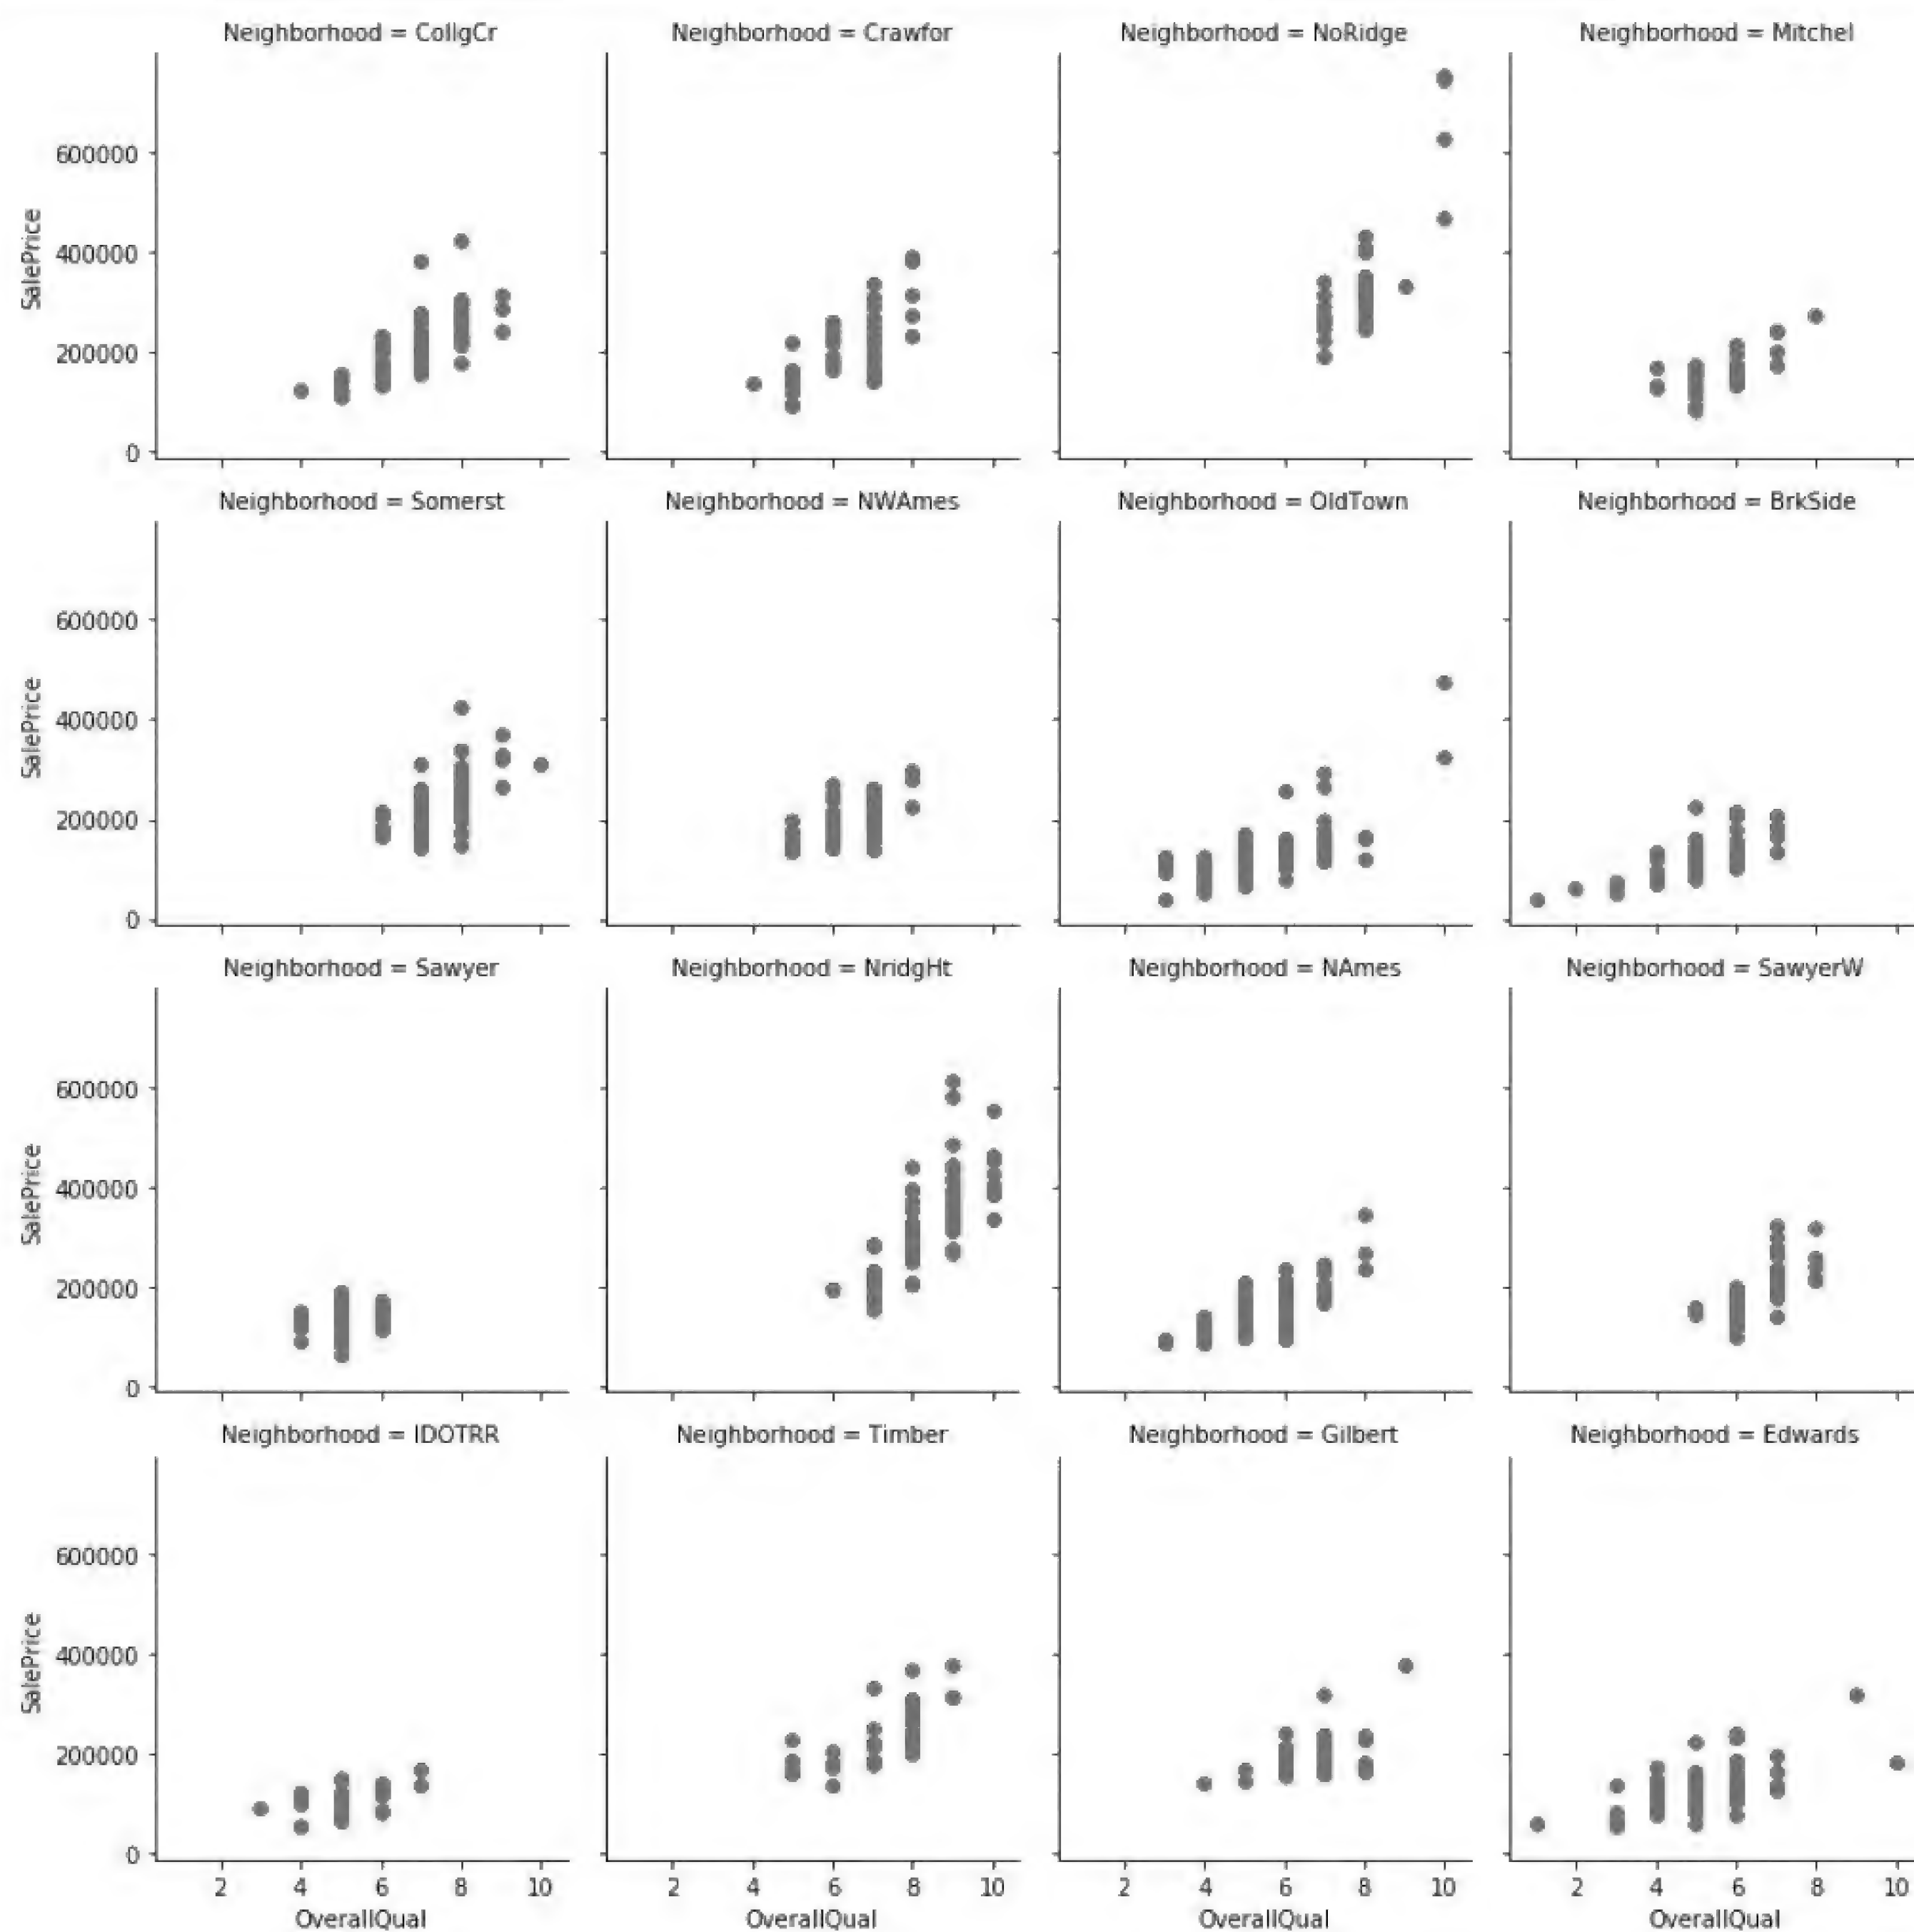 Neighborhood = CollgCr
Neighborhood = Crawfor
Neighborhood = NoRidge
Neighborhood = Mitchel
600000
400000
200000
0
SalePrice
2 4 6 8 10
2 4 6 8 10
2 4 6 8 10
2 4 6 8 10
Neighborhood = Somerst
Neighborhood = NWAmes
Neighborhood = OldTown
Neighborhood = BrkSide
600000
400000
200000
0
SalePrice
Neighborhood = Sawyer
Neighborhood = NridgHt
Neighborhood = NAmes
Neighborhood = SawyerW
600000
400000
200000
0
SalePrice
Neighborhood = IDOTRR
Neighborhood = Timber
Neighborhood = Gilbert
Neighborhood = Edwards
600000
400000
200000
0
SalePrice
OverallQual
OverallQual
OverallQual
OverallQual